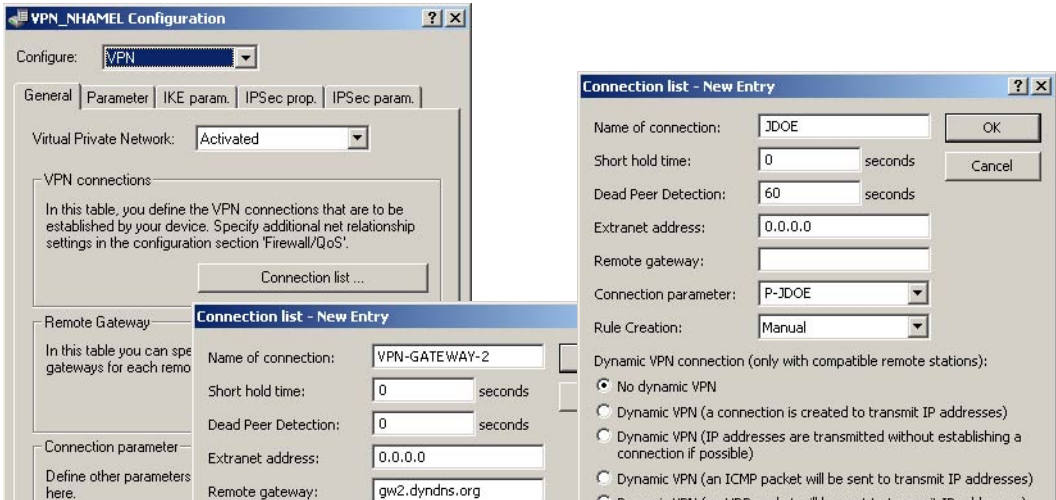 VPN_NHAMEL Configuration
Configure: VPN
General Parameter IKE param. IPSec prop. IPSec param.
Virtual Private Network: Activated
VPN connections
In this table, you define the VPN connections that are to be
established by your device. Specify additional net relationship
settings in the configuration section 'Firewall/QoS'.
Connection list ...
Remote Gateway
In this table you can spe
gateways for each remo
Connection parameter
Define other parameters
here.
Connection list - New Entry
Name of connection: VPN-GATEWAY-2
Short hold time: 0 seconds
Dead Peer Detection: 0 seconds
Extranet address: 0.0.0.0
Remote gateway: gw2.dyndns.org
Connection list - New Entry
Name of connection: JDOE
OK
Short hold time: 0 seconds
Cancel
Dead Peer Detection: 60 seconds
Extranet address: 0.0.0.0
Remote gateway:
Connection parameter: P-JDOE
Rule Creation: Manual
Dynamic VPN connection (only with compatible remote stations):
No dynamic VPN
Dynamic VPN (a connection is created to transmit IP addresses)
Dynamic VPN (IP addresses are transmitted without establishing a
connection if possible)
Dynamic VPN (an ICMP packet will be sent to transmit IP addresses)